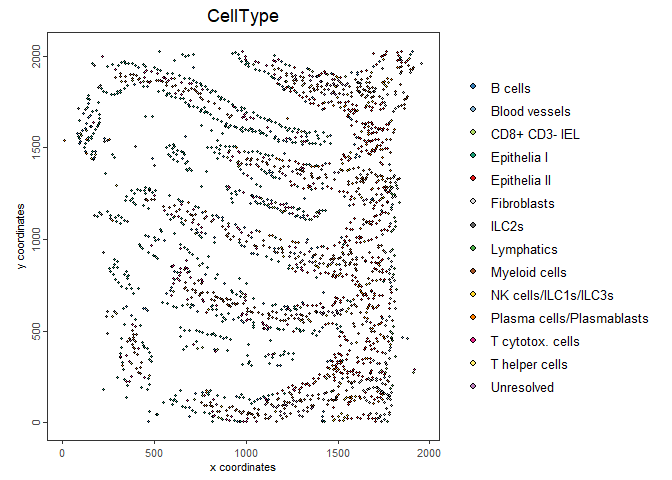 CellType
2000
1500
1000
500
0
y coordinates
0
500
1000
1500
2000
x coordinates
B cells
Blood vessels
CD8+ CD3- IEL
Epithelia I
Epithelia II
Fibroblasts
ILC2s
Lymphatics
Myeloid cells
NK cells/ILC1s/ILC3s
Plasma cells/Plasmablasts
T cytotox. cells
T helper cells
Unresolved